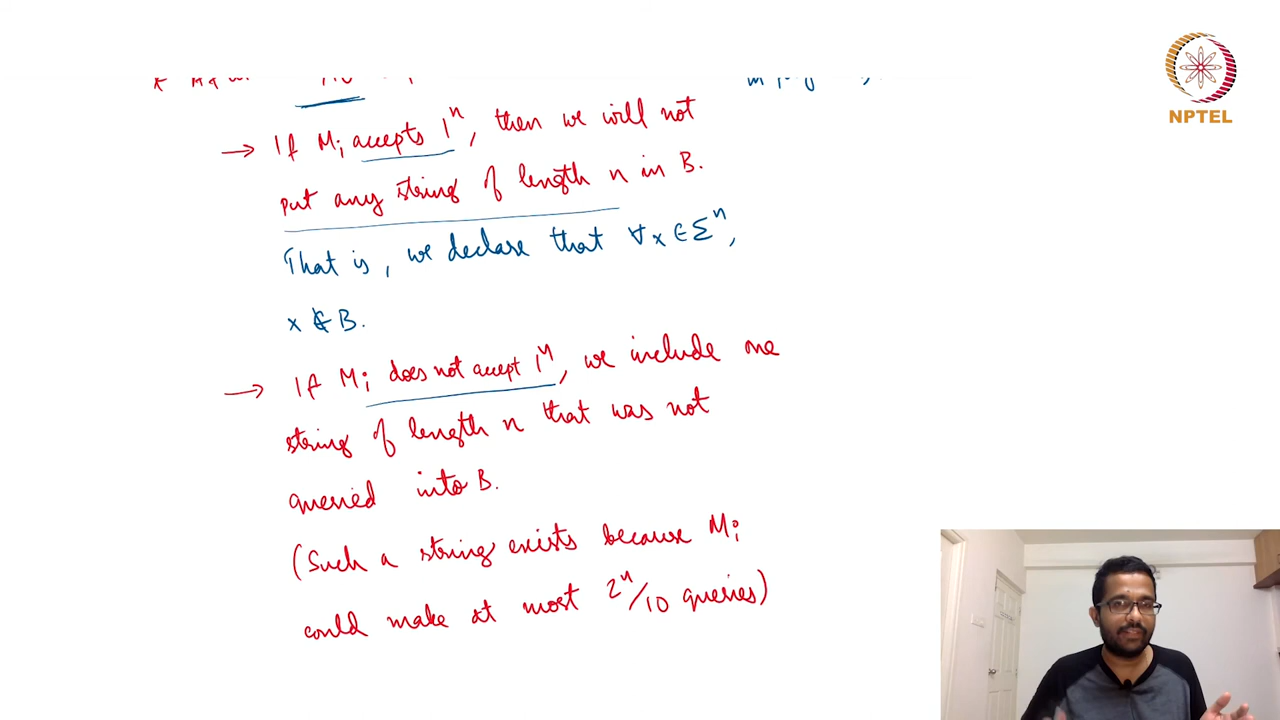 → If Mi accepts 1^n, then we will not
put any string of length n in B.
That is, we declare that ∀x ∈ Σ^n,
x ∉ B.
→ If Mi does not accept 1^n, we include one
string of length n that was not
queried into B.
(Such a string exists because Mi
could make at most 2^n/10 queries)
NPTEL